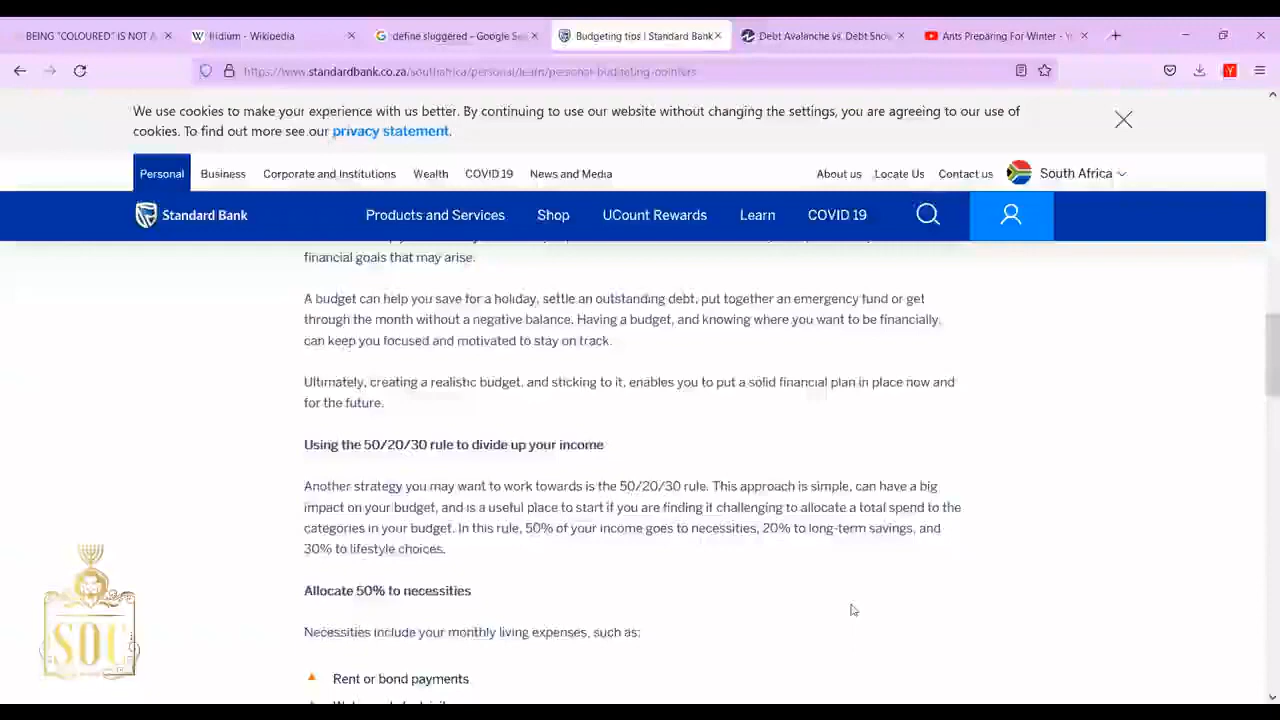 BEING "COLOURED" IS NOT A
Iridium - Wikipedia
define sluggered - Google Se
Budgeting tips | Standard Bank
Debt Avalanche vs. Debt Snow
Ants Preparing For Winter - Y
https://www.standardbank.co.za/southafrica/personal/learn/personal-budgeting-pointers
We use cookies to make your experience with us better. By continuing to use our website without changing the settings, you are agreeing to our use of
cookies. To find out more see our privacy statement.
Personal Business Corporate and Institutions Wealth COVID 19 News and Media About us Locate Us Contact us South Africa
Standard Bank Products and Services Shop UCount Rewards Learn COVID 19
financial goals that may arise.
A budget can help you save for a holiday, settle an outstanding debt, put together an emergency fund or get
through the month without a negative balance. Having a budget, and knowing where you want to be financially,
can keep you focused and motivated to stay on track.
Ultimately, creating a realistic budget, and sticking to it, enables you to put a solid financial plan in place now and
for the future.
Using the 50/20/30 rule to divide up your income
Another strategy you may want to work towards is the 50/20/30 rule. This approach is simple, can have a big
impact on your budget, and is a useful place to start if you are finding it challenging to allocate a total spend to the
categories in your budget. In this rule, 50% of your income goes to necessities, 20% to long-term savings, and
30% to lifestyle choices.
Allocate 50% to necessities
Necessities include your monthly living expenses, such as:
Rent or bond payments
SOC